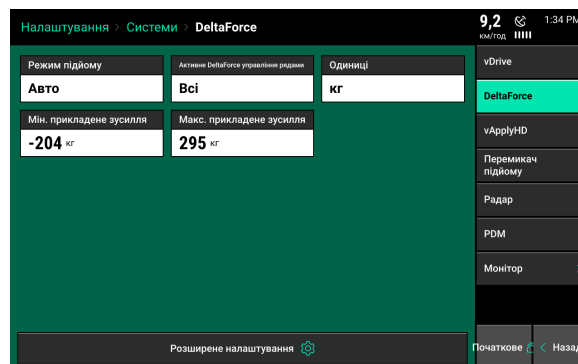 Налаштування > Системи > DeltaForce
9,2
км/год
1:34 PM
Режим підйому
Авто
Активне DeltaForce управління рядами
Всі
Одиниці
кг
Мін. прикладене зусилля
-204 кг
Макс. прикладене зусилля
295 кг
vDrive
DeltaForce
vApplyHD
Перемикач
підйому
Радар
PDM
Монітор
Розширене налаштування
Початкове
< Назад